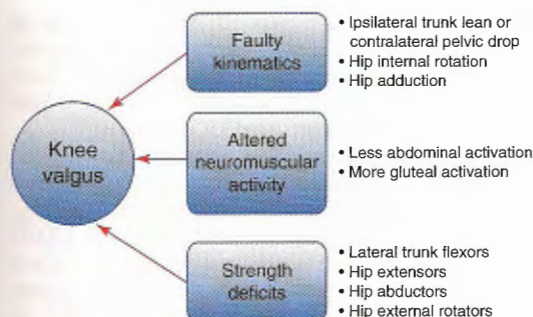 Faulty
kinematics
• Ipsilateral trunk lean or
contralateral pelvic drop
• Hip internal rotation
• Hip adduction
Knee
valgus
Altered
neuromuscular
activity
• Less abdominal activation
• More gluteal activation
Strength
deficits
• Lateral trunk flexors
• Hip extensors
• Hip abductors
• Hip external rotators